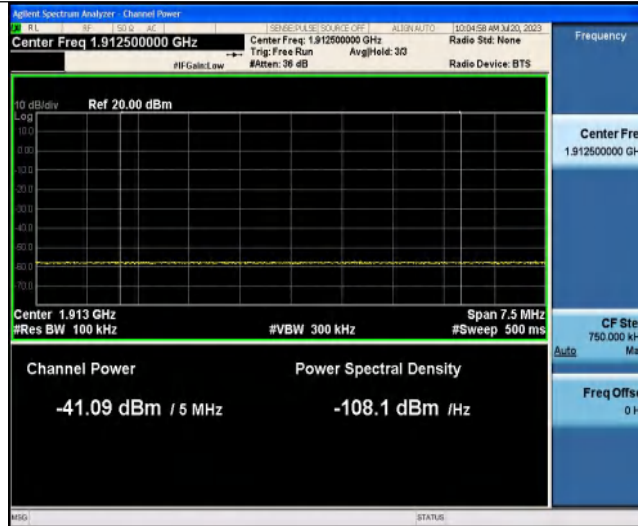 Agilent Spectrum Analyzer - Channel Power
RL RF 50 Ω AC SENSE:PULSE SOURCE OFF ALIGN AUTO 10:04:58 AM Jul 20, 2023
Center Freq 1.912500000 GHz
Center Freq: 1.912500000 GHz
Radio Std: None
Trig: Free Run Avg|Hold: 3/3
#IFGain:Low
#Atten: 36 dB
Radio Device: BTS
Frequency
10 dB/div Ref 20.00 dBm
Log
10.0
0.00
-10.0
-20.0
-30.0
-40.0
-50.0
-60.0
-70.0
Center Fre
1.912500000 GH
Center 1.913 GHz
Span 7.5 MHz
#Res BW 100 kHz
#VBW 300 kHz
#Sweep 500 ms
CF Ste
750.000 kH
Auto Ma
Channel Power
Power Spectral Density
-41.09 dBm / 5 MHz
-108.1 dBm /Hz
Freq Offse
0 H
MSG
STATUS